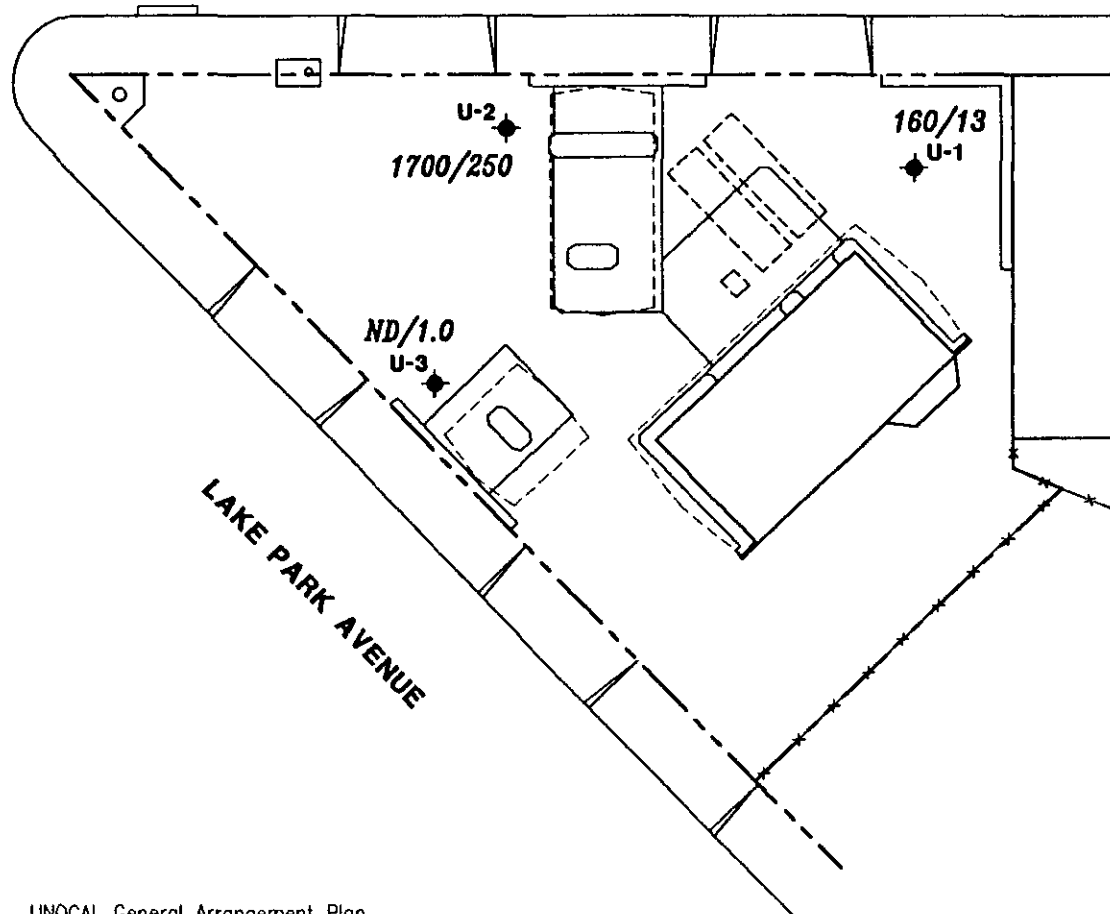 U-2
1700/250
160/13
U-1
ND/1.0
U-3
LAKE PARK AVENUE
UNOCAL General Arrangement Plan